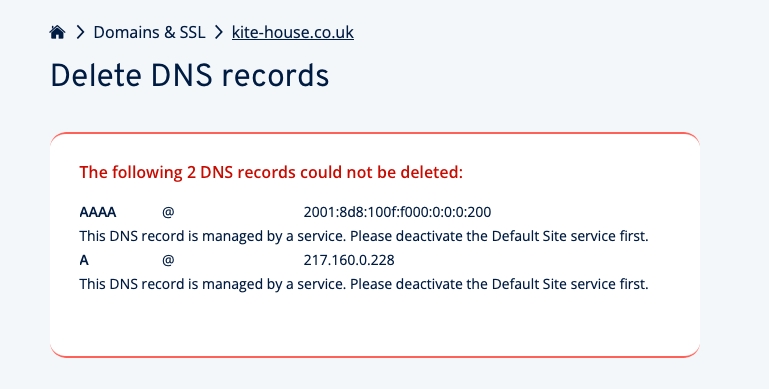 Domains & SSL > kite-house.co.uk
Delete DNS records
The following 2 DNS records could not be deleted:
AAAA @ 2001:8d8:100f:f000:0:0:0:200
This DNS record is managed by a service. Please deactivate the Default Site service first.
A @ 217.160.0.228
This DNS record is managed by a service. Please deactivate the Default Site service first.